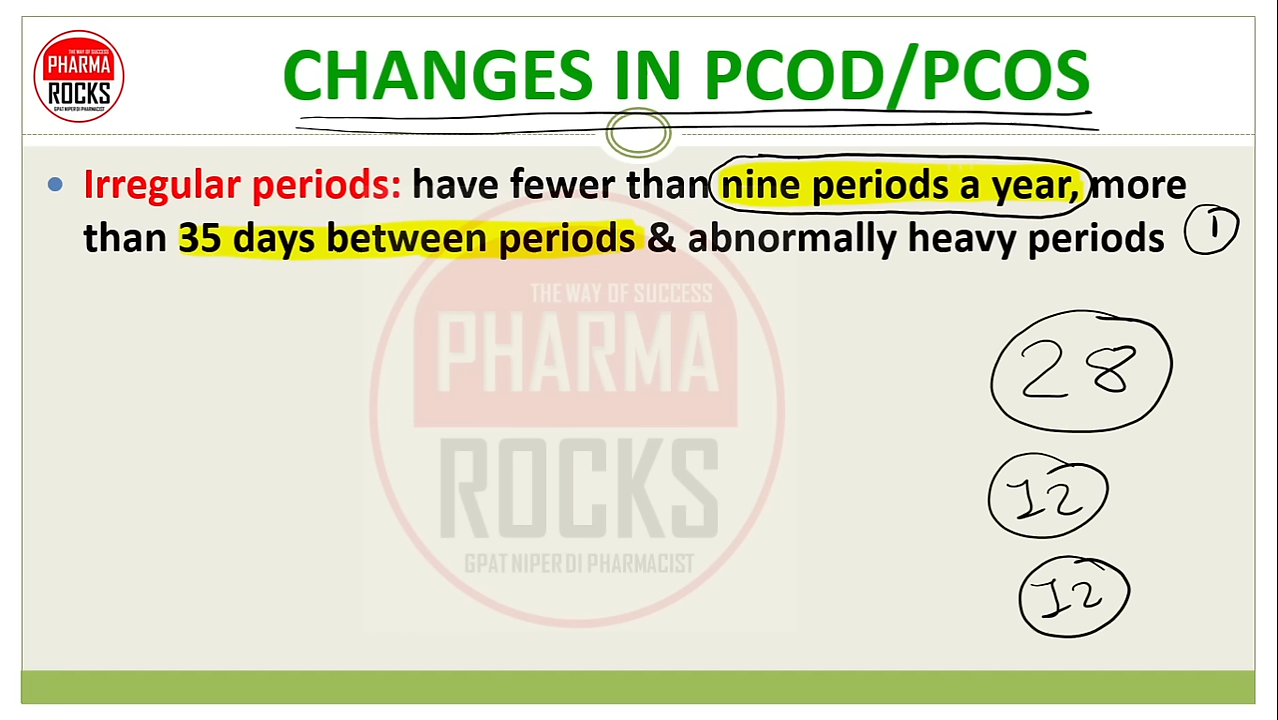 THE WAY OF SUCCESS
PHARMA
ROCKS
GPAT NIPER DI PHARMACIST
CHANGES IN PCOD/PCOS
• Irregular periods: have fewer than nine periods a year, more
than 35 days between periods & abnormally heavy periods
1
THE WAY OF SUCCESS
PHARMA
ROCKS
GPAT NIPER DI PHARMACIST
28
12
12